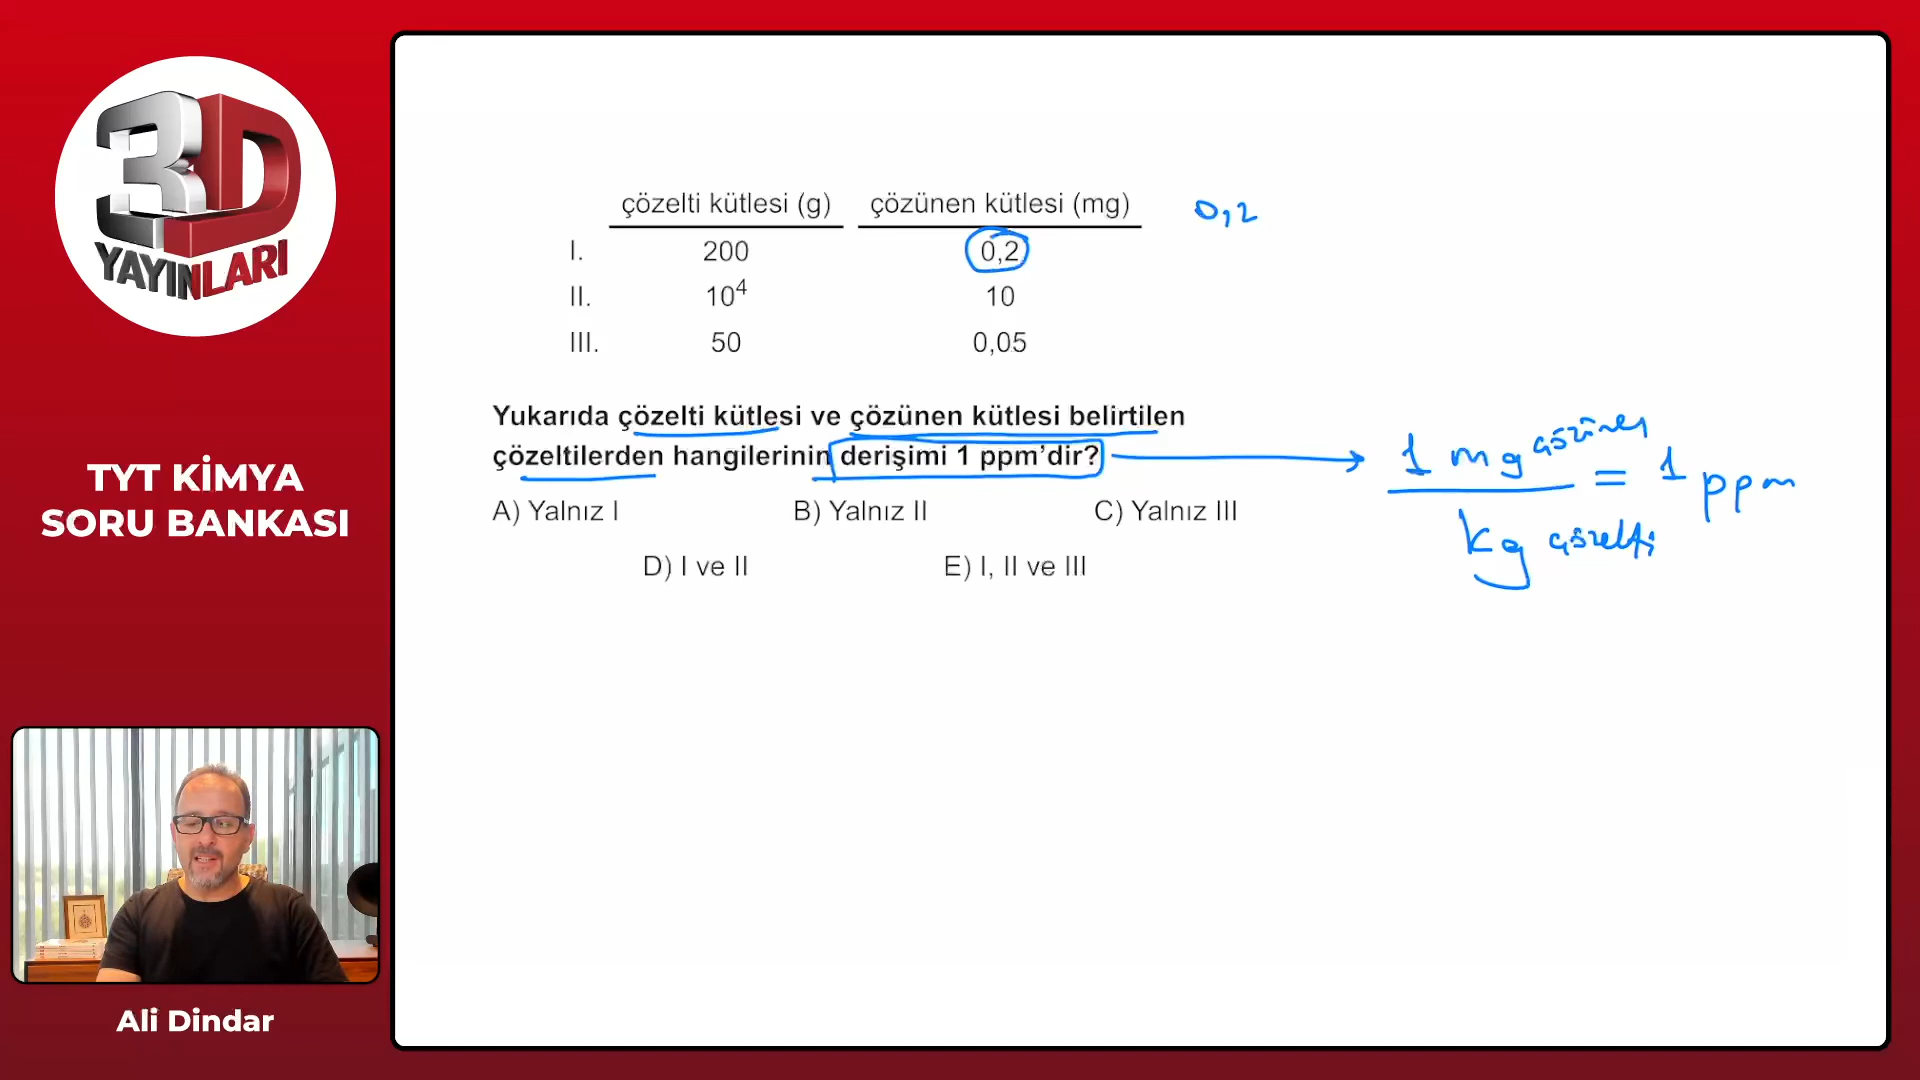 3D
YAYINLARI
TYT KİMYA
SORU BANKASI
Ali Dindar
çözelti kütlesi (g) çözünen kütlesi (mg) 0,2
I. 200 0,2
II. 10⁴ 10
III. 50 0,05
Yukarıda çözelti kütlesi ve çözünen kütlesi belirtilen
çözeltilerden hangilerinin derişimi 1 ppm’dir?
A) Yalnız I B) Yalnız II C) Yalnız III
D) I ve II E) I, II ve III
1 mg çözünen
= 1 ppm
kg çözelti